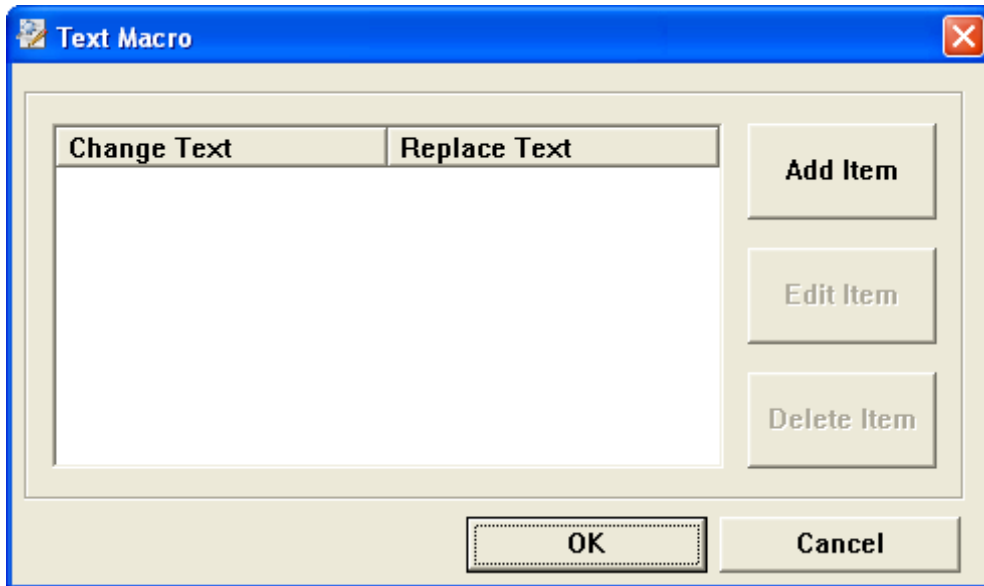 Text Macro
Change Text Replace Text
Add Item
Edit Item
Delete Item
OK Cancel